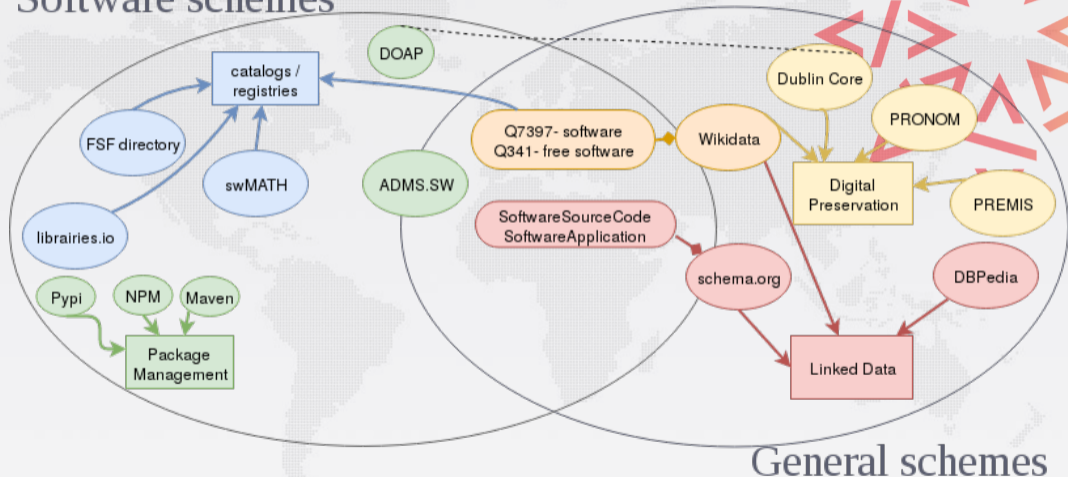 Software schemes
DOAP
catalogs /
registries
Dublin Core
PRONOM
FSF directory
Q7397- software
Q341- free software
Wikidata
swMATH
ADMS.SW
Digital
Preservation
PREMIS
SoftwareSourceCode
SoftwareApplication
librairies.io
schema.org
DBPedia
Pypi
NPM
Maven
Package
Management
Linked Data
General schemes